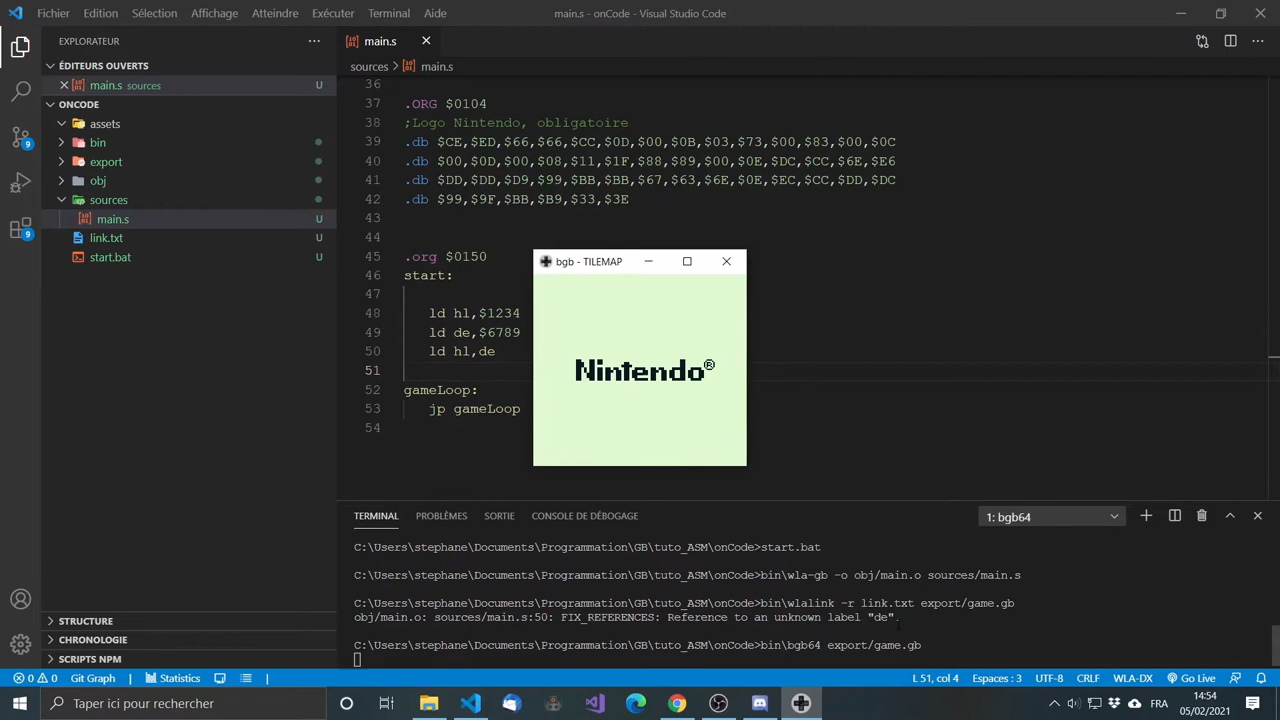 Fichier Edition Sélection Affichage Atteindre Exécuter Terminal Aide main.s - onCode - Visual Studio Code
EXPLORATEUR
ÉDITEURS OUVERTS
main.s sources U
ONCODE
assets
bin
export
obj
sources
main.s U
link.txt U
start.bat U
STRUCTURE
CHRONOLOGIE
SCRIPTS NPM
9
9
main.s
sources > main.s
36
37 .ORG $0104
38 ;Logo Nintendo, obligatoire
39 .db $CE,$ED,$66,$66,$CC,$0D,$00,$0B,$03,$73,$00,$83,$00,$0C
40 .db $00,$0D,$00,$08,$11,$1F,$88,$89,$00,$0E,$DC,$CC,$6E,$E6
41 .db $DD,$DD,$D9,$99,$BB,$BB,$67,$63,$6E,$0E,$EC,$CC,$DD,$DC
42 .db $99,$9F,$BB,$B9,$33,$3E
43
44
45 .org $0150
46 start:
47
48 ld hl,$1234
49 ld de,$6789
50 ld hl,de
51
52 gameLoop:
53 jp gameLoop
54
bgb - TILEMAP
Nintendo®
TERMINAL PROBLÈMES SORTIE CONSOLE DE DÉBOGAGE 1: bgb64
C:\Users\stephane\Documents\Programmation\GB\tuto_ASM\onCode>start.bat
C:\Users\stephane\Documents\Programmation\GB\tuto_ASM\onCode>bin\wla-gb -o obj/main.o sources/main.s
C:\Users\stephane\Documents\Programmation\GB\tuto_ASM\onCode>bin\wlalink -r link.txt export/game.gb
obj/main.o: sources/main.s:50: FIX_REFERENCES: Reference to an unknown label "de".
C:\Users\stephane\Documents\Programmation\GB\tuto_ASM\onCode>bin\bgb64 export/game.gb
0 0 Git Graph Statistics L 51, col 4 Espaces : 3 UTF-8 CRLF WLA-DX Go Live
Taper ici pour rechercher FRA 14:54
05/02/2021